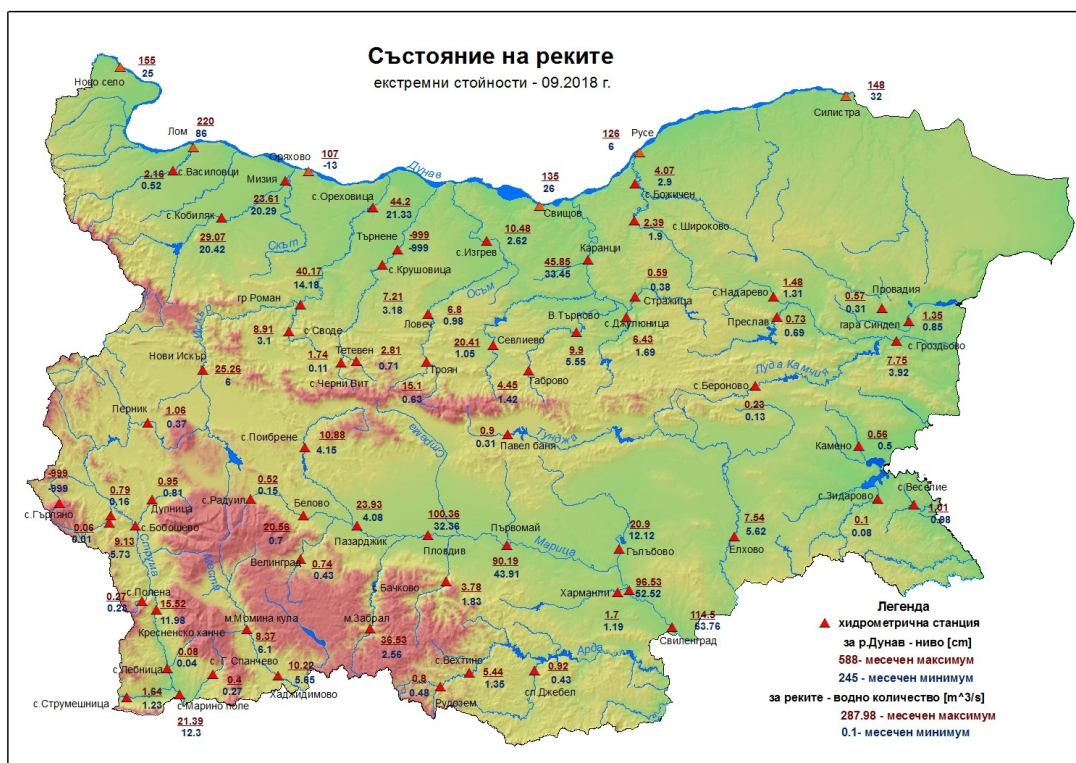 Състояние на реките
екстремни стойности - 09.2018 г.
155
25
Ново село
148
32
Силистра
220
86
Лом
126
6
Русе
107
-13
Оряхово
Дунав
135
26
Свищов
2.16
0.52
с.Василовци
Мизия
23.61
20.29
с.Ореховица
44.2
21.33
4.07
2.9
с.Божичен
с.Кобиляк
29.07
20.42
Скът
Търнене
-999
-999
с.Крушовица
7.21
3.18
10.48
2.62
с.Изгрев
Каранци
45.85
33.45
2.39
1.9
с.Широково
40.17
14.18
гр.Роман
Искър
Осъм
6.8
0.98
Ловеч
0.59
0.38
Стражица
с.Надарево
1.48
1.31
Провадия
0.57
0.31
8.91
3.1
с.Своде
20.41
1.05
Севлиево
В.Търново
9.9
5.55
с.Джулюница
6.43
1.69
Преслав
0.73
0.69
гара Синдел
1.35
0.85
с.Гроздьово
7.75
3.92
Нови Искър
25.26
6
1.74
0.11
с.Черни Вит
Тетевен
2.81
0.71
15.1
0.63
Троян
4.45
1.42
Габрово
Луда Камчия
с.Бероново
0.23
0.13
Перник
1.06
0.37
с.Поибрене
10.88
4.15
Стряма
0.9
0.31
Павел баня
Тунджа
Камено
0.56
0.5
-999
-999
с.Гърляно
0.79
0.16
0.95
0.81
Дупница
0.06
0.01
с.Бобошево
9.13
5.73
с.Радуил
0.52
0.15
Белово
20.56
0.7
23.93
4.08
Пазарджик
100.36
32.36
Пловдив
Първомай
90.19
43.91
Марица
20.9
12.12
Гълъбово
7.54
5.62
Елхово
с.Зидарово
0.1
0.08
с.Веселие
1.01
0.98
Струма
Места
Велинград
0.74
0.43
Бачково
3.78
1.83
Харманли
1.7
1.19
96.53
52.52
114.5
63.76
Свиленград
с.Полена
0.27
0.28
15.52
11.98
Кресненско ханче
м.Момина кула
8.37
6.1
м.Забрал
36.53
2.56
с.Лебница
0.08
0.04
с. Г. Спанчево
0.4
0.27
10.22
5.65
Хаджидимово
с.Вехтино
5.44
1.35
0.8
0.48
Рудозем
Арда
0.92
0.43
сп.Джебел
с.Струмешница
1.64
1.23
с.Марино поле
21.39
12.3
Легенда
хидрометрична станция
за р.Дунав - ниво [cm]
588- месечен максимум
245 - месечен минимум
за реките - водно количество [m^3/s]
287.98 - месечен максимум
0.1- месечен минимум